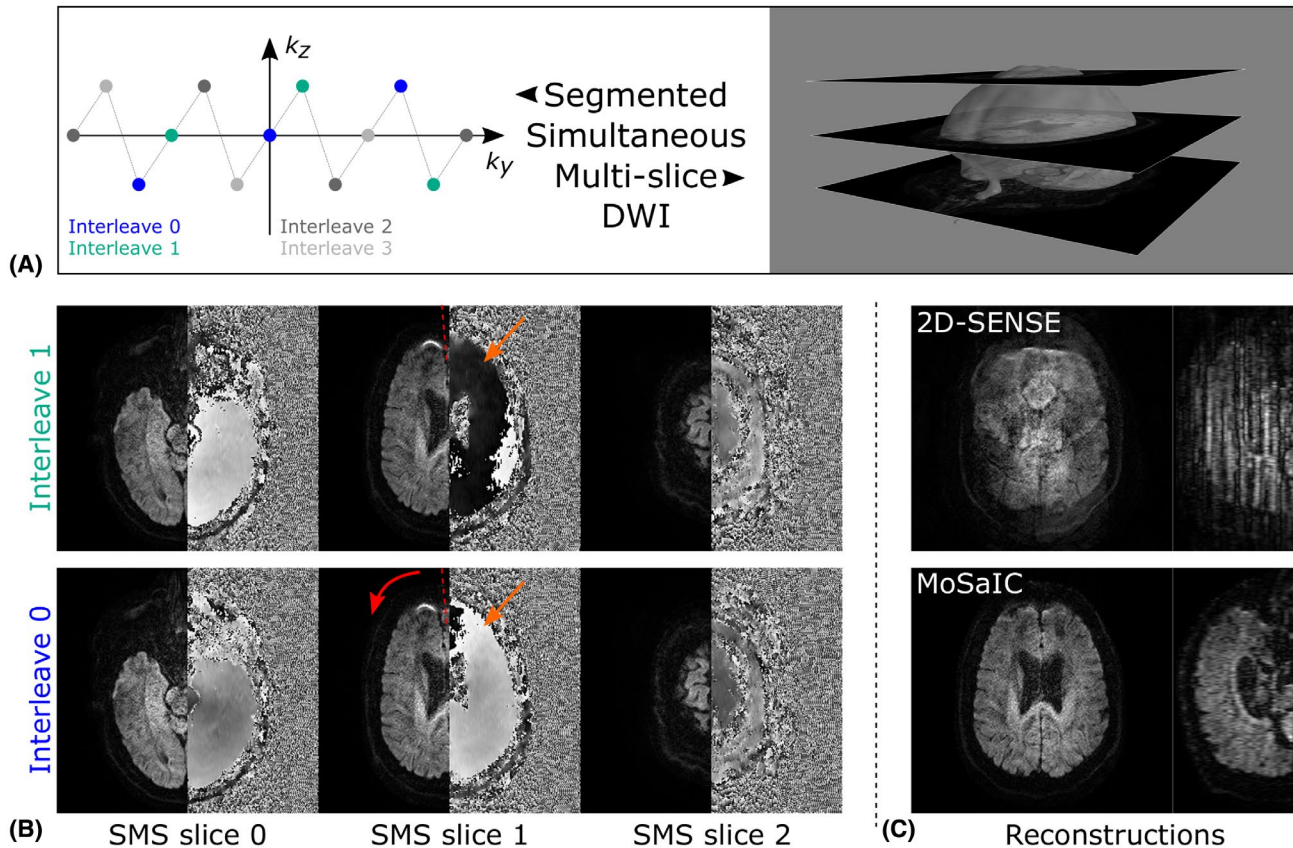 kz
ky
Interleave 0
Interleave 1
Interleave 2
Interleave 3
Segmented
Simultaneous
Multi-slice
DWI
(A)
Interleave 1
Interleave 0
2D-SENSE
MoSaIC
(B)
SMS slice 0
SMS slice 1
SMS slice 2
(C)
Reconstructions